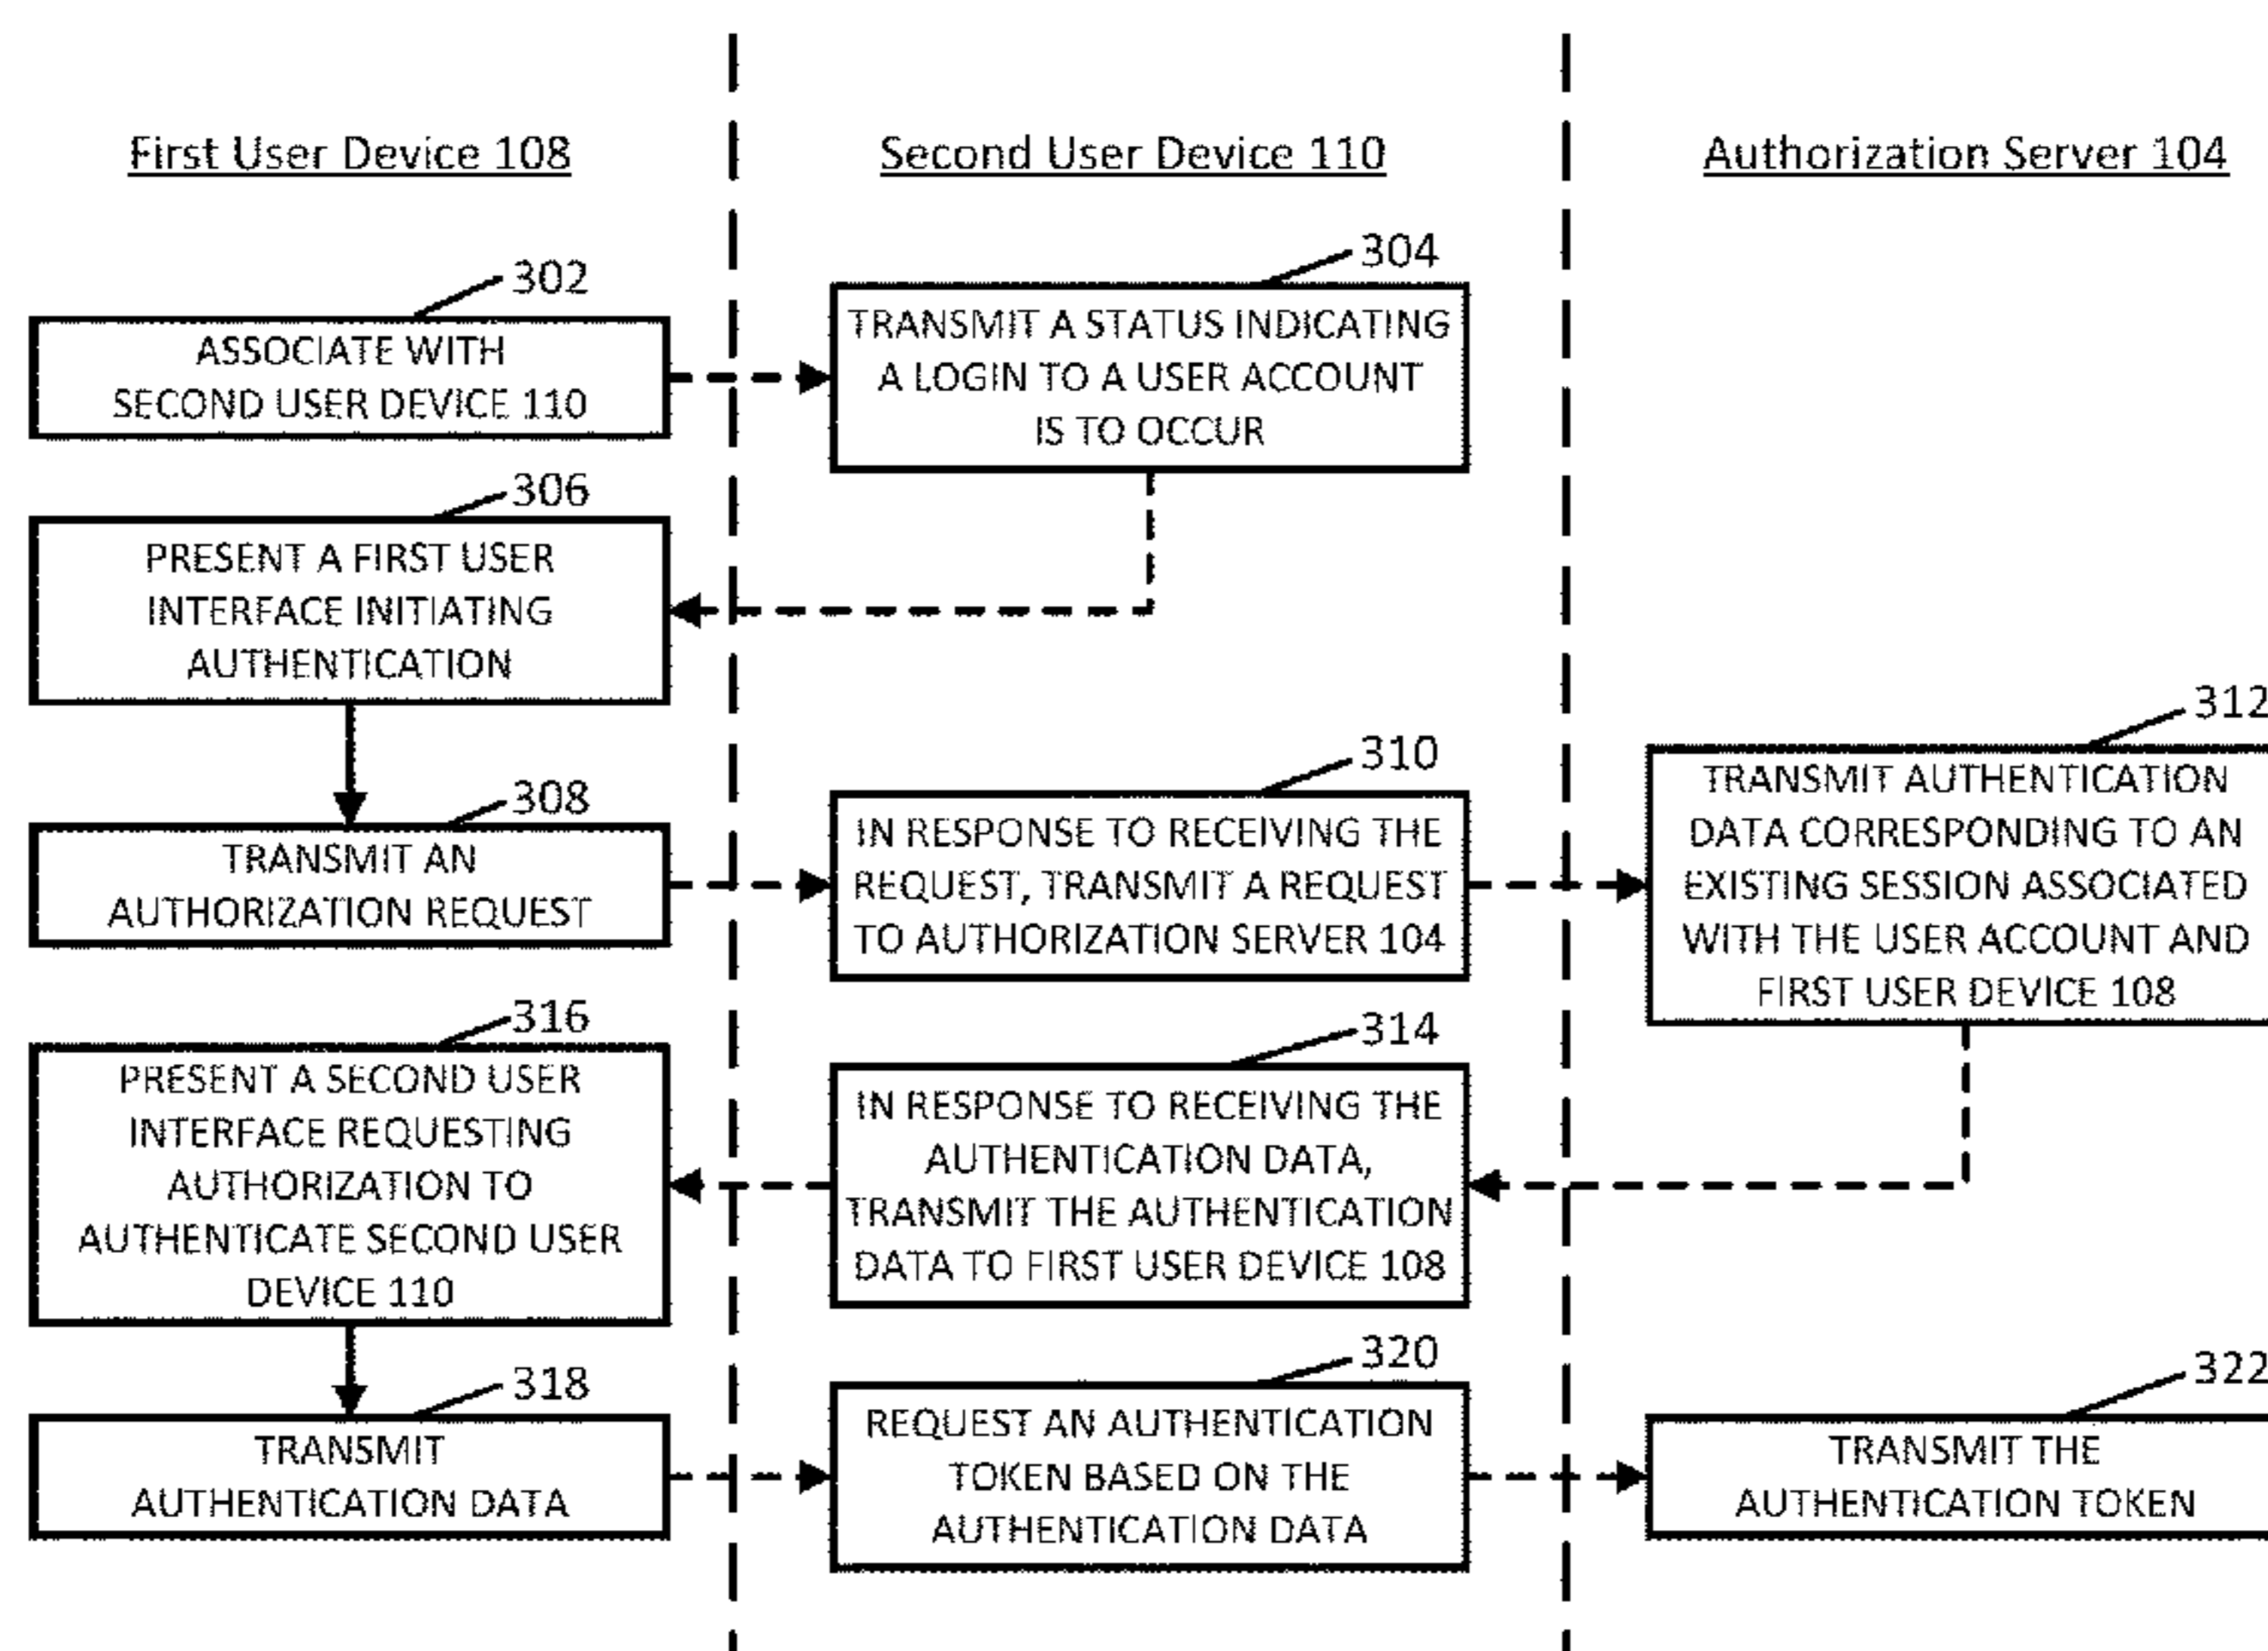 First User Device 108
Second User Device 110
Authorization Server 104
302
ASSOCIATE WITH
SECOND USER DEVICE 110
304
TRANSMIT A STATUS INDICATING
A LOGIN TO A USER ACCOUNT
IS TO OCCUR
306
PRESENT A FIRST USER
INTERFACE INITIATING
AUTHENTICATION
308
TRANSMIT AN
AUTHORIZATION REQUEST
310
IN RESPONSE TO RECEIVING THE
REQUEST, TRANSMIT A REQUEST
TO AUTHORIZATION SERVER 104
312
TRANSMIT AUTHENTICATION
DATA CORRESPONDING TO AN
EXISTING SESSION ASSOCIATED
WITH THE USER ACCOUNT AND
FIRST USER DEVICE 108
314
IN RESPONSE TO RECEIVING THE
AUTHENTICATION DATA,
TRANSMIT THE AUTHENTICATION
DATA TO FIRST USER DEVICE 108
316
PRESENT A SECOND USER
INTERFACE REQUESTING
AUTHORIZATION TO
AUTHENTICATE SECOND USER
DEVICE 110
318
TRANSMIT
AUTHENTICATION DATA
320
REQUEST AN AUTHENTICATION
TOKEN BASED ON THE
AUTHENTICATION DATA
322
TRANSMIT THE
AUTHENTICATION TOKEN